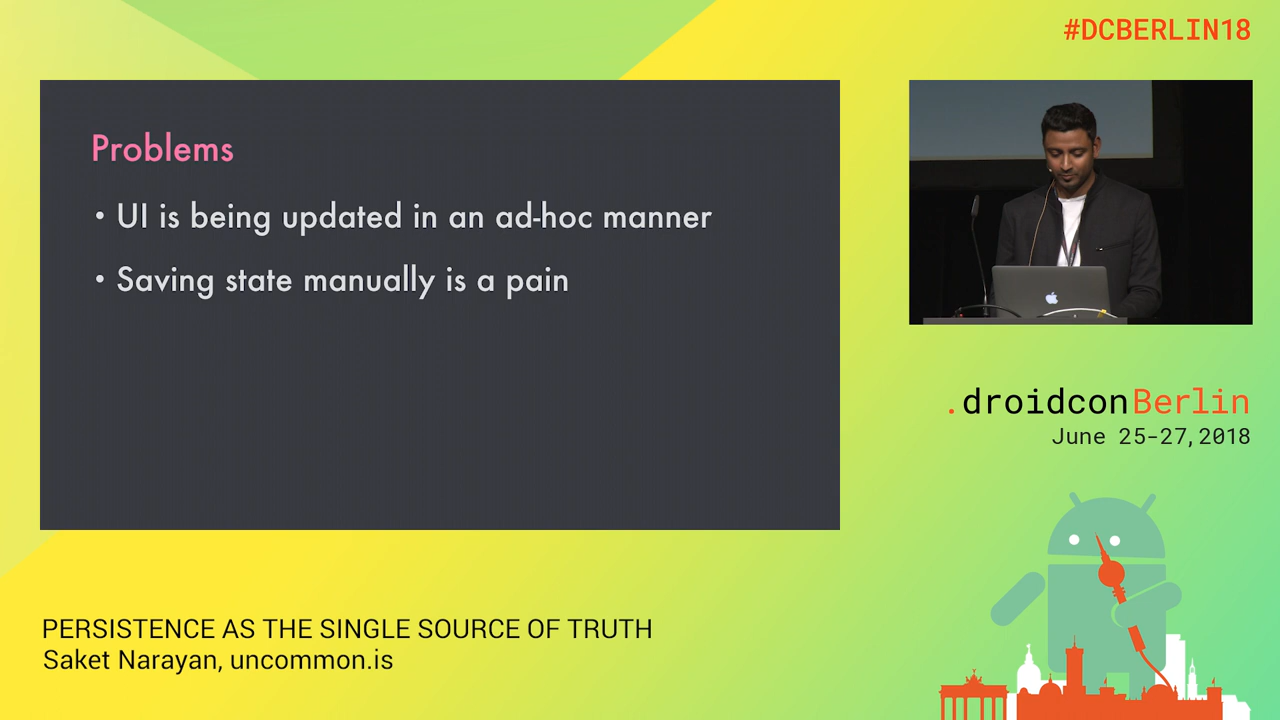 #DCBERLIN18
Problems
• UI is being updated in an ad-hoc manner
• Saving state manually is a pain
.droidconBerlin
June 25-27, 2018
PERSISTENCE AS THE SINGLE SOURCE OF TRUTH
Saket Narayan, uncommon.is